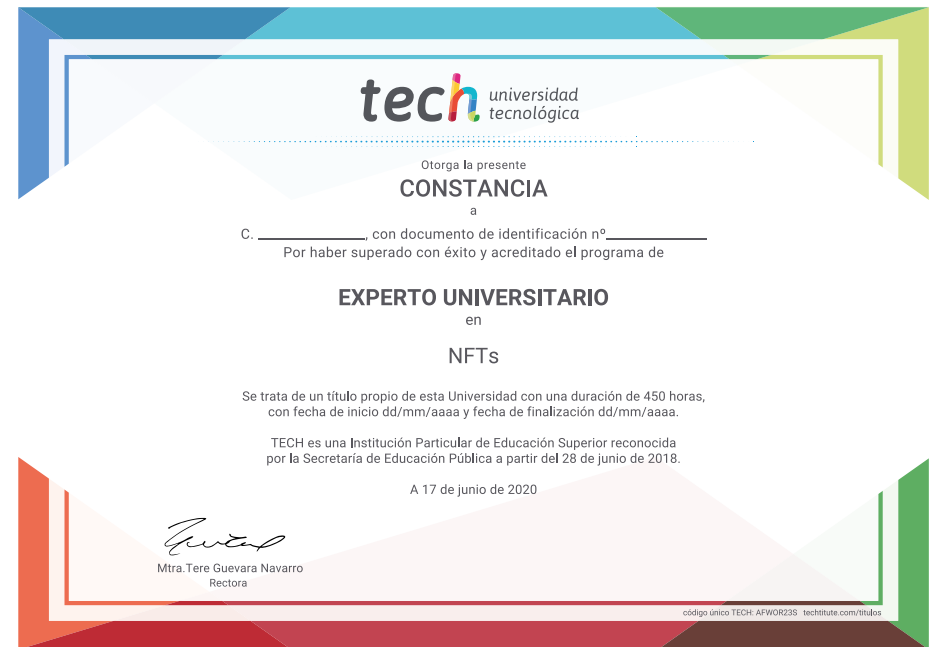 tech universidad
tecnológica
Otorga la presente
CONSTANCIA
a
C. ____________, con documento de identificación nº____________
Por haber superado con éxito y acreditado el programa de
EXPERTO UNIVERSITARIO
en
NFTs
Se trata de un título propio de esta Universidad con una duración de 450 horas,
con fecha de inicio dd/mm/aaaa y fecha de finalización dd/mm/aaaa.
TECH es una Institución Particular de Educación Superior reconocida
por la Secretaría de Educación Pública a partir del 28 de junio de 2018.
A 17 de junio de 2020
Mtra.Tere Guevara Navarro
Rectora
código único TECH: AFWOR23S techtitute.com/titulos